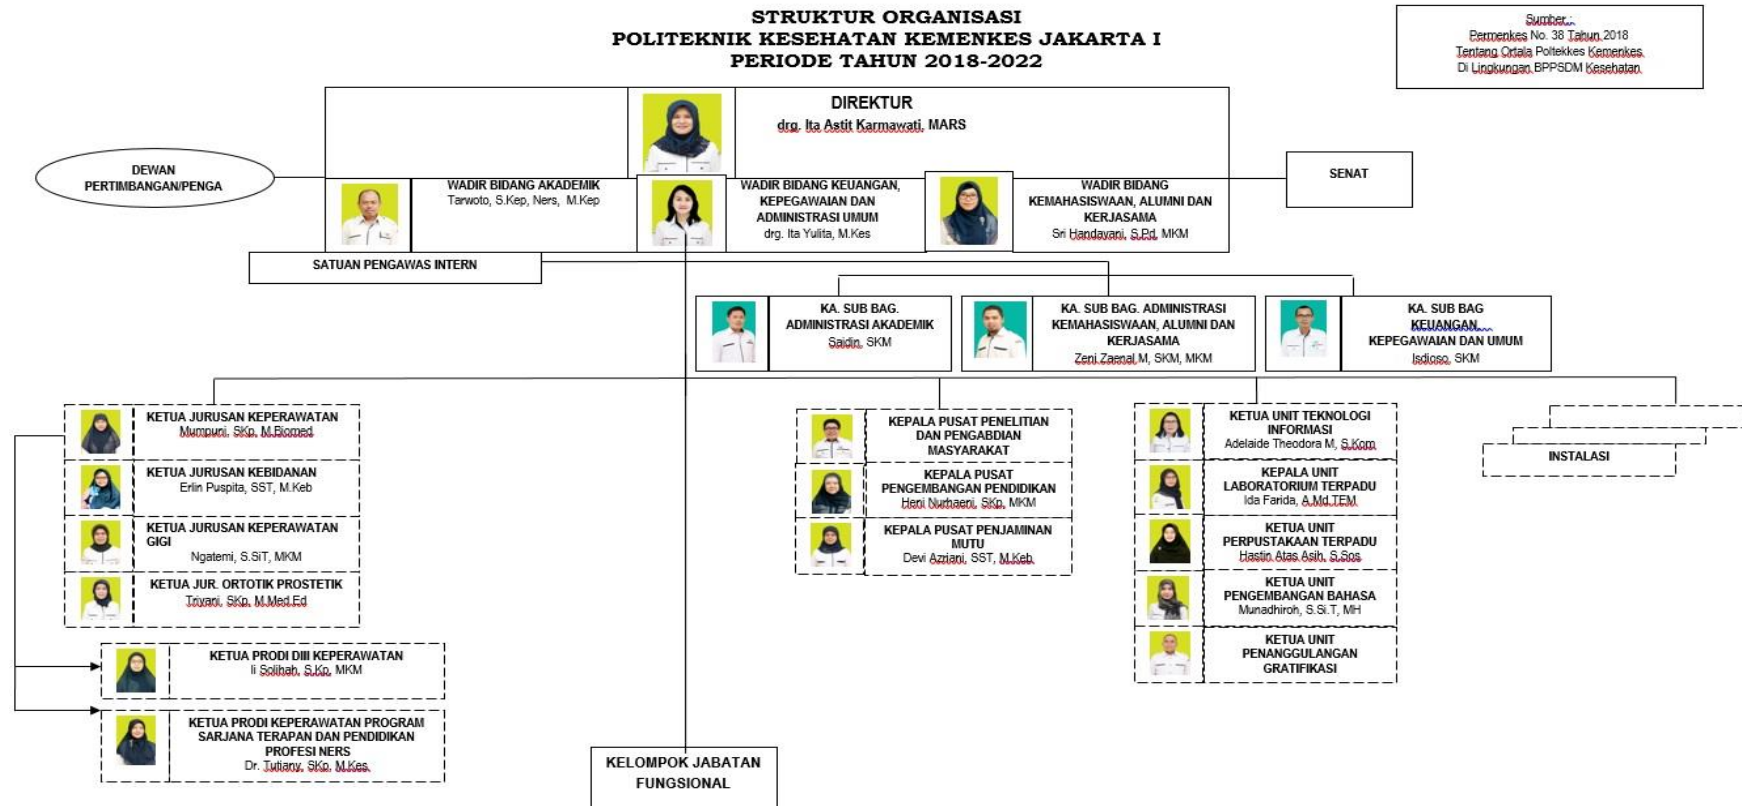 STRUKTUR ORGANISASI
POLITEKNIK KESEHATAN KEMENKES JAKARTA I
PERIODE TAHUN 2018-2022
Sumber :
Permenkes No. 38 Tahun 2018
Tentang Ortala Poltekkes Kemenkes
Di Lingkungan BPPSDM Kesehatan
DIREKTUR
drg. Ita Astit Karmawati, MARS
DEWAN
PERTIMBANGAN/PENGA
SENAT
WADIR BIDANG AKADEMIK
Tarwoto, S.Kep, Ners, M.Kep
WADIR BIDANG KEUANGAN,
KEPEGAWAIAN DAN
ADMINISTRASI UMUM
drg. Ita Yulita, M.Kes
WADIR BIDANG
KEMAHASISWAAN, ALUMNI DAN
KERJASAMA
Sri Handayani, S.Pd, MKM
SATUAN PENGAWAS INTERN
KA. SUB BAG.
ADMINISTRASI AKADEMIK
Saidin, SKM
KA. SUB BAG. ADMINISTRASI
KEMAHASISWAAN, ALUMNI DAN
KERJASAMA
Zeni Zaenal M, SKM, MKM
KA. SUB BAG
KEUANGAN,
KEPEGAWAIAN DAN UMUM
Isdioso, SKM
KETUA JURUSAN KEPERAWATAN
Mumpuni, SKp, M.Biomed
KETUA JURUSAN KEBIDANAN
Erlin Puspita, SST, M.Keb
KETUA JURUSAN KEPERAWATAN
GIGI
Ngatemi, S.SiT, MKM
KETUA JUR. ORTOTIK PROSTETIK
Triyani, SKp, M.Med.Ed
KETUA PRODI DIII KEPERAWATAN
Ii Solihah, S.Kp, MKM
KETUA PRODI KEPERAWATAN PROGRAM
SARJANA TERAPAN DAN PENDIDIKAN
PROFESI NERS
Dr. Tutiany, SKp, M.Kes
KEPALA PUSAT PENELITIAN
DAN PENGABDIAN
MASYARAKAT
KEPALA PUSAT
PENGEMBANGAN PENDIDIKAN
Heni Nurhaeni, SKp, MKM
KEPALA PUSAT PENJAMINAN
MUTU
Devi Azriani, SST, M.Keb
KETUA UNIT TEKNOLOGI
INFORMASI
Adelaide Theodora M, S.Kom
KEPALA UNIT
LABORATORIUM TERPADU
Ida Farida, A.Md.TEM
KETUA UNIT
PERPUSTAKAAN TERPADU
Hastin Atas Asih, S.Sos
KETUA UNIT
PENGEMBANGAN BAHASA
Munadhiroh, S.Si.T, MH
KETUA UNIT
PENANGGULANGAN
GRATIFIKASI
INSTALASI
KELOMPOK JABATAN
FUNGSIONAL